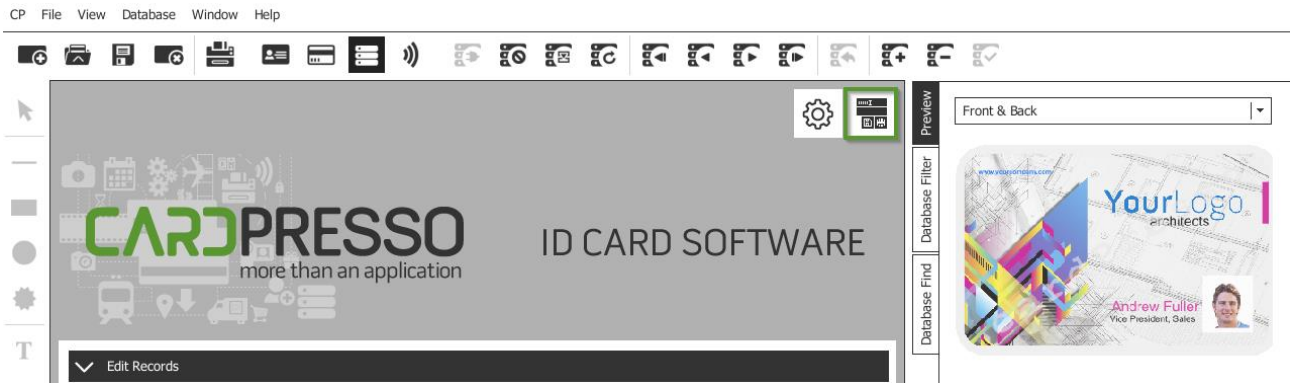 CP File View Database Window Help
Preview
Front & Back
Database Filter
Database Find
CARDPRESSO
more than an application
ID CARD SOFTWARE
YourLogo
architects
Andrew Fuller
Vice President, Sales
Edit Records
T